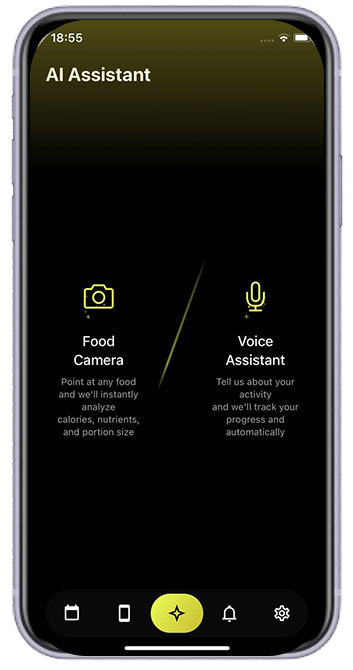 18:55
AI Assistant
Food
Camera
Point at any food
and we'll instantly
analyze
calories, nutrients,
and portion size
Voice
Assistant
Tell us about your
activity
and we'll track your
progress and
automatically